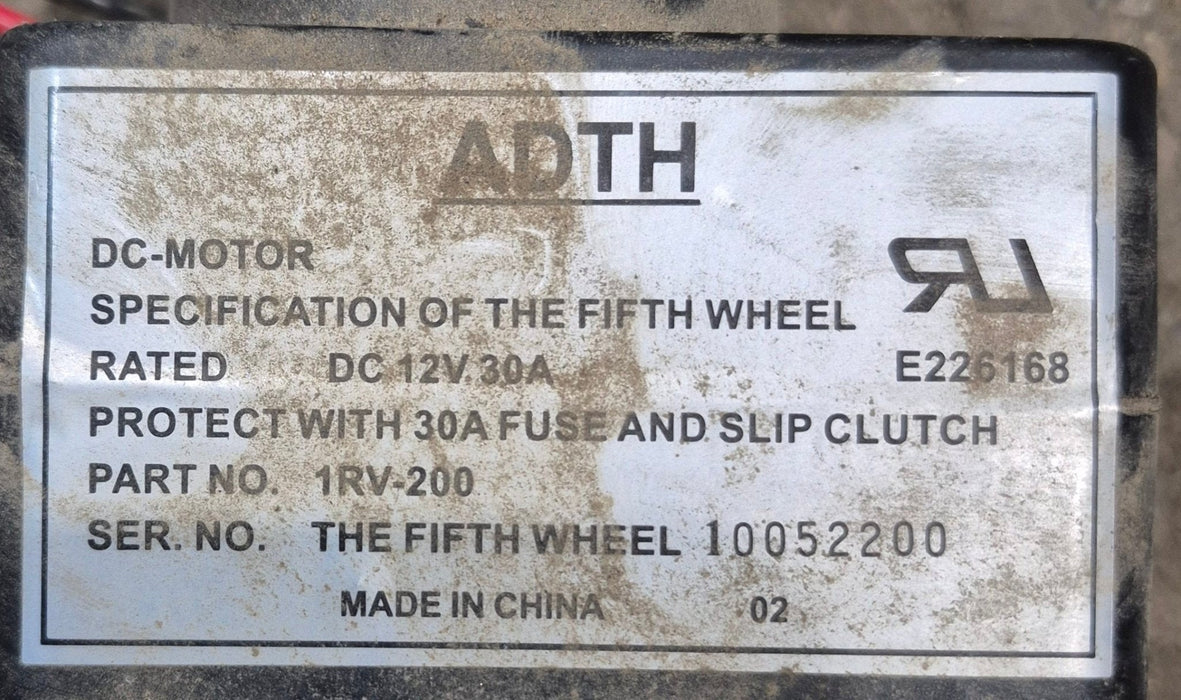 ADTH
DC-MOTOR
SPECIFICATION OF THE FIFTH WHEEL
RATED DC 12V. 30A
E226168
PROTECT WITH 30A FUSE AND SLIP CLUTCH
PART NO. 1RV-200
SER. NO. THE FIFTH WHEEL 10052200
MADE IN CHINA 02